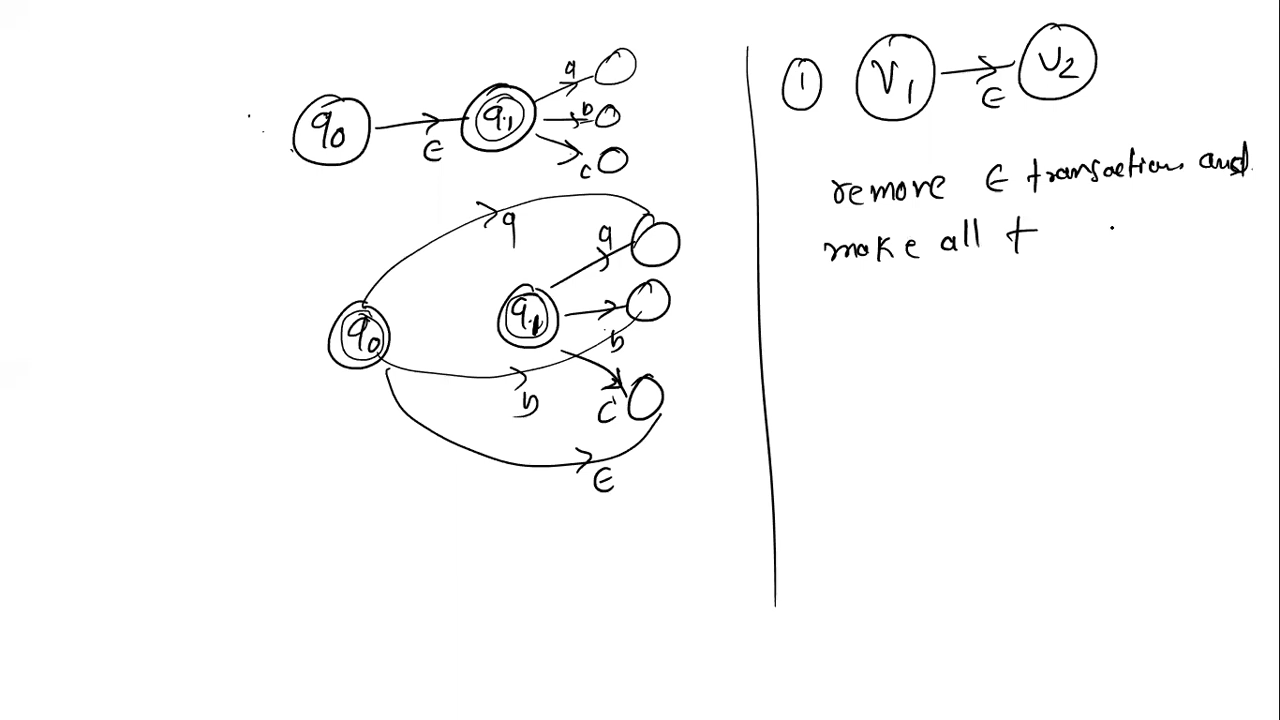 a
q0 ∈ q1 b
c
q
a
q0 q1
b
b
c
∈
① V1 ∈ V2
remove ∈ transaction and
make all t